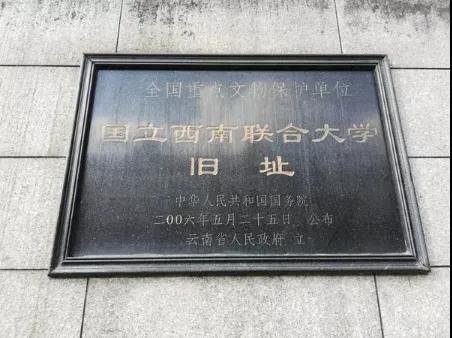 全国重点文物保护单位
国立西南联合大学
旧址
中华人民共和国国务院
二00六年五月二十五日 公布
云南省人民政府 立